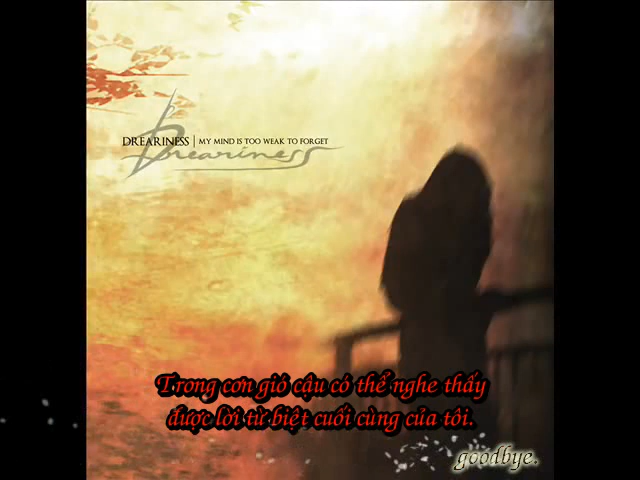 DREARINESS | MY MIND IS TOO WEAK TO FORGET
Dreariness
Trong cơn gió cậu có thể nghe thấy
được lời từ biệt cuối cùng của tôi.
goodbye.